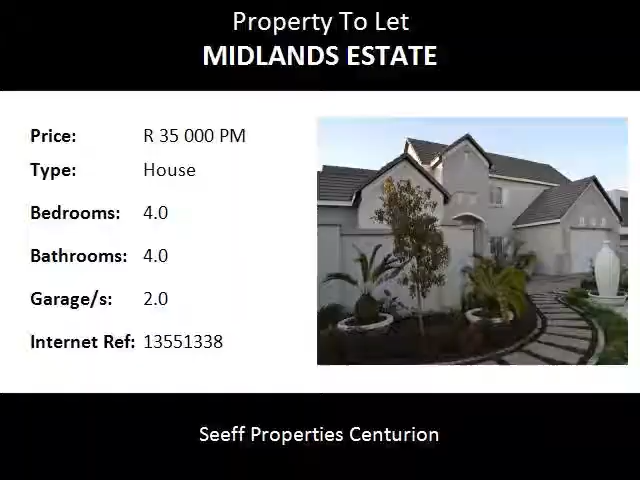 Property To Let
MIDLANDS ESTATE
Price: R 35 000 PM
Type: House
Bedrooms: 4.0
Bathrooms: 4.0
Garage/s: 2.0
Internet Ref: 13551338
Seeff Properties Centurion